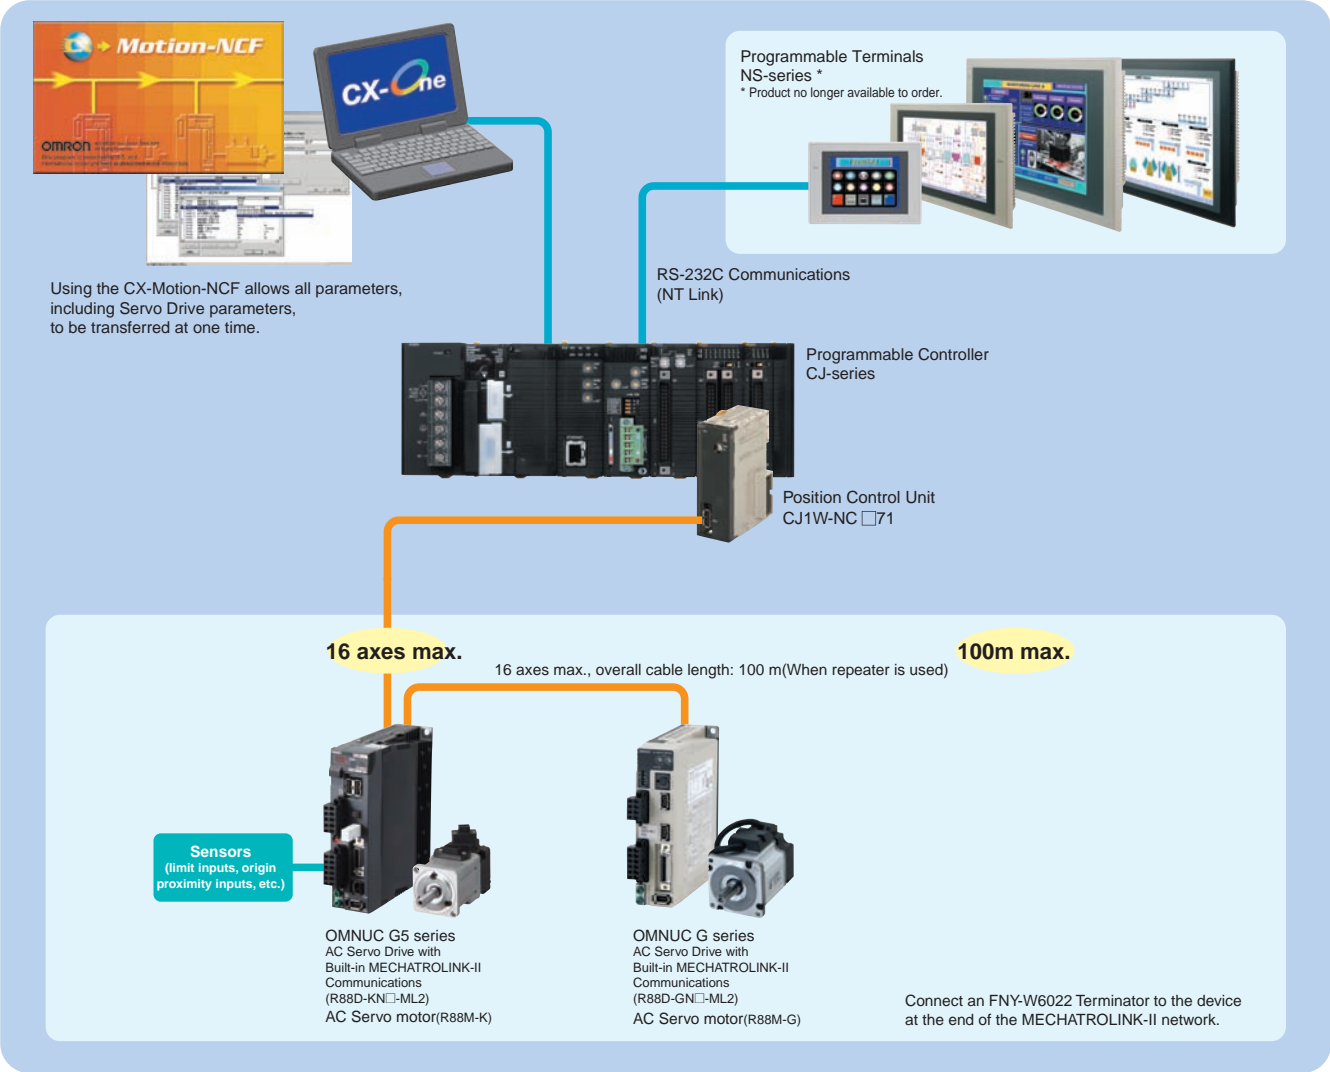 Motion-NCF
OMRON
CX-One
Programmable Terminals
NS-series *
* Product no longer available to order.
RS-232C Communications
(NT Link)
Using the CX-Motion-NCF allows all parameters,
including Servo Drive parameters,
to be transferred at one time.
Programmable Controller
CJ-series
Position Control Unit
CJ1W-NC □71
16 axes max.
100m max.
16 axes max., overall cable length: 100 m(When repeater is used)
Sensors
(limit inputs, origin
proximity inputs, etc.)
OMNUC G5 series
AC Servo Drive with
Built-in MECHATROLINK-II
Communications
(R88D-KN□-ML2)
AC Servo motor(R88M-K)
OMNUC G series
AC Servo Drive with
Built-in MECHATROLINK-II
Communications
(R88D-GN□-ML2)
AC Servo motor(R88M-G)
Connect an FNY-W6022 Terminator to the device
at the end of the MECHATROLINK-II network.